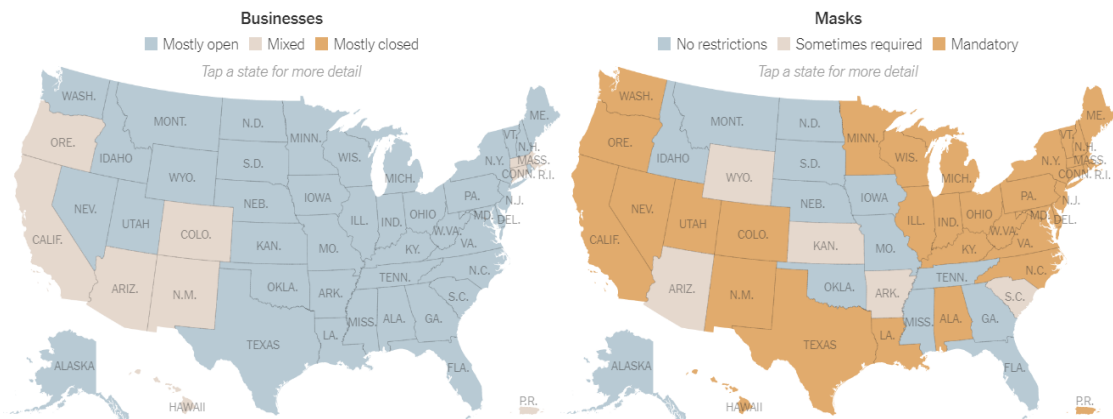 Businesses
Mostly open Mixed Mostly closed
Tap a state for more detail
WASH.
MONT.
N.D.
MINN.
ME.
VT.
N.H.
ORE.
IDAHO
S.D.
WIS.
MICH.
N.Y.
MASS.
CONN.
R.I.
WYO.
IOWA
PA.
N.J.
NEV.
UTAH
NEB.
ILL.
IND.
OHIO
MD.
DEL.
CALIF.
COLO.
KAN.
MO.
KY.
W.VA.
VA.
ARIZ.
N.M.
OKLA.
ARK.
TENN.
N.C.
S.C.
TEXAS
LA.
MISS.
ALA.
GA.
FLA.
ALASKA
HAWAII
P.R.
Masks
No restrictions Sometimes required Mandatory
Tap a state for more detail
WASH.
MONT.
N.D.
MINN.
ME.
VT.
N.H.
ORE.
IDAHO
S.D.
WIS.
MICH.
N.Y.
MASS.
CONN.
R.I.
WYO.
IOWA
PA.
N.J.
NEV.
UTAH
NEB.
ILL.
IND.
OHIO
MD.
DEL.
CALIF.
COLO.
KAN.
MO.
KY.
W.VA.
VA.
ARIZ.
N.M.
OKLA.
ARK.
TENN.
N.C.
S.C.
TEXAS
LA.
MISS.
ALA.
GA.
FLA.
ALASKA
HAWAII
P.R.